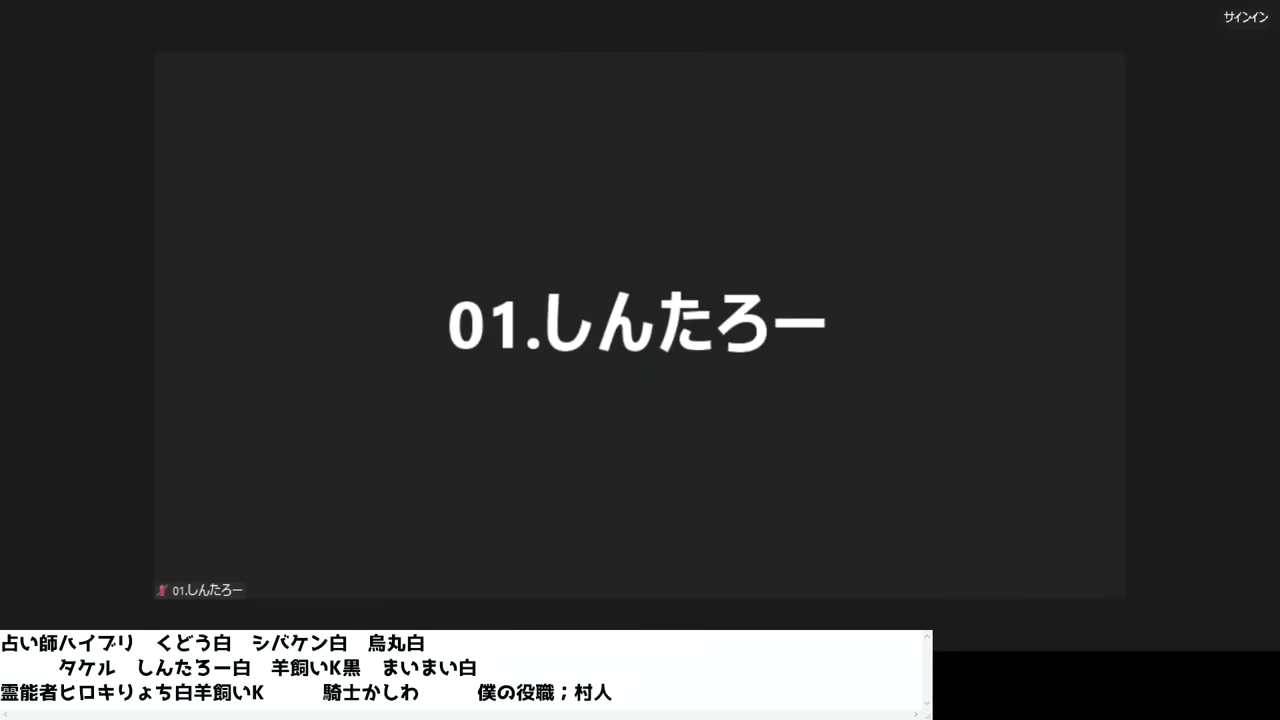 サインイン
01.しんたろー
01.しんたろー
占い師ハイブリ　くどう白　シバケン白　烏丸白
タケル　しんたろー白　羊飼いK黒　まいまい白
霊能者ヒロキりょち白羊飼いK　　　騎士かしわ　　　僕の役職；村人